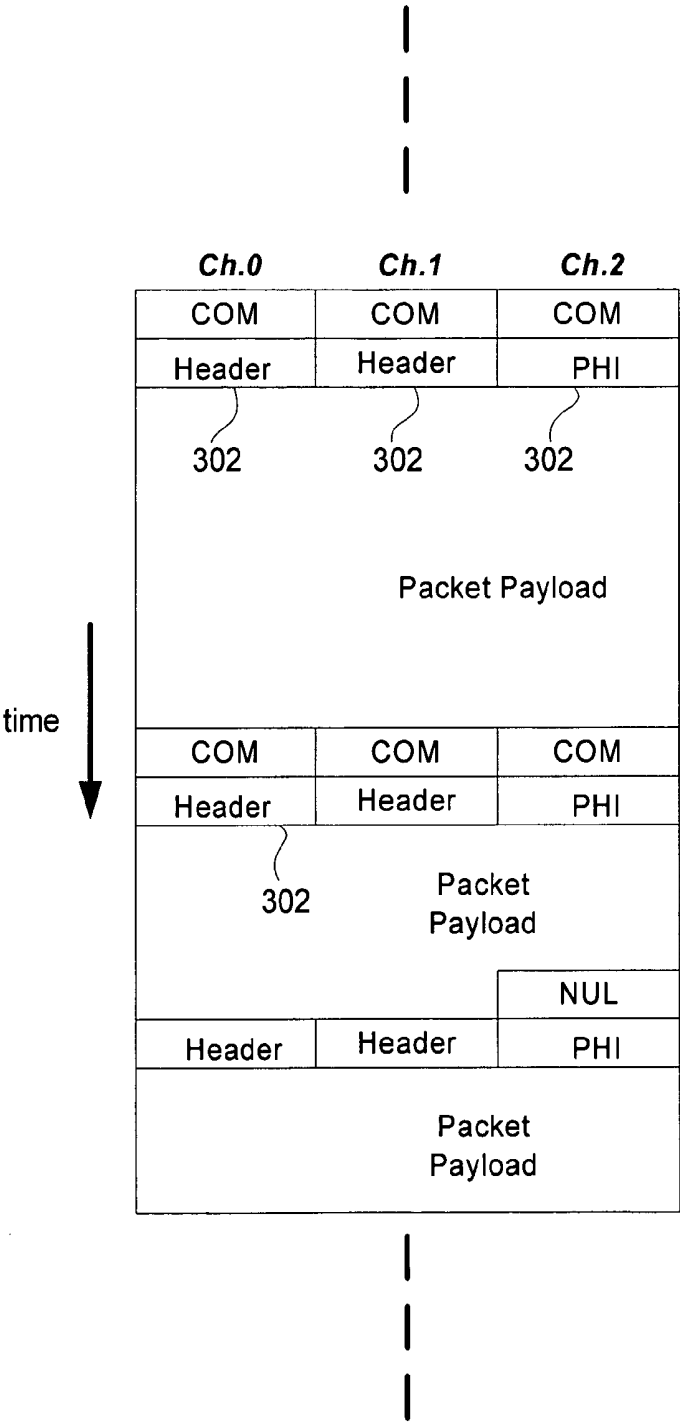 Ch.0 Ch.1 Ch.2
COM COM COM
Header Header PHI
302 302 302
Packet Payload
time
COM COM COM
Header Header PHI
302
Packet
Payload
NUL
Header Header PHI
Packet
Payload